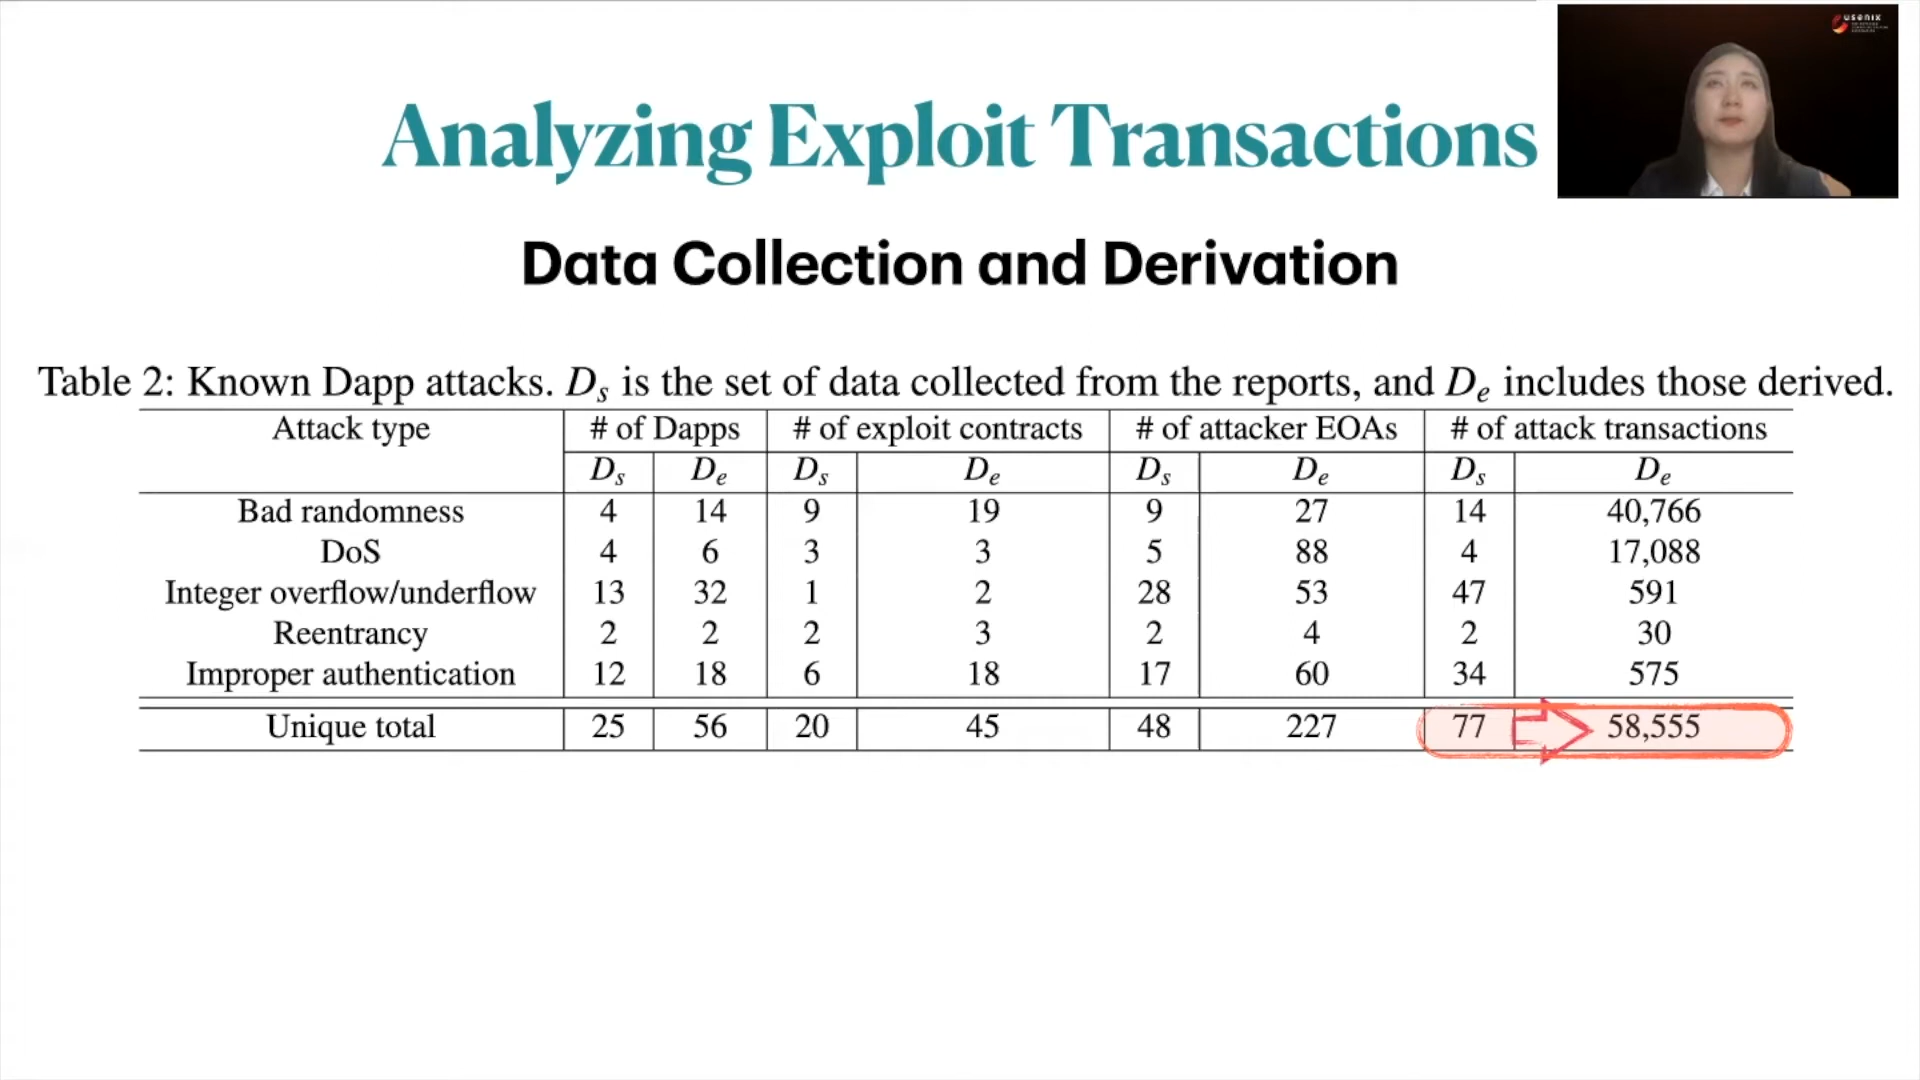 usenix
Analyzing Exploit Transactions
Data Collection and Derivation
Table 2: Known Dapp attacks. Ds is the set of data collected from the reports, and De includes those derived.
Attack type # of Dapps # of exploit contracts # of attacker EOAs # of attack transactions
Ds De Ds De Ds De Ds De
Bad randomness 4 14 9 19 9 27 14 40,766
DoS 4 6 3 3 5 88 4 17,088
Integer overflow/underflow 13 32 1 2 28 53 47 591
Reentrancy 2 2 2 3 2 4 2 30
Improper authentication 12 18 6 18 17 60 34 575
Unique total 25 56 20 45 48 227 77 58,555